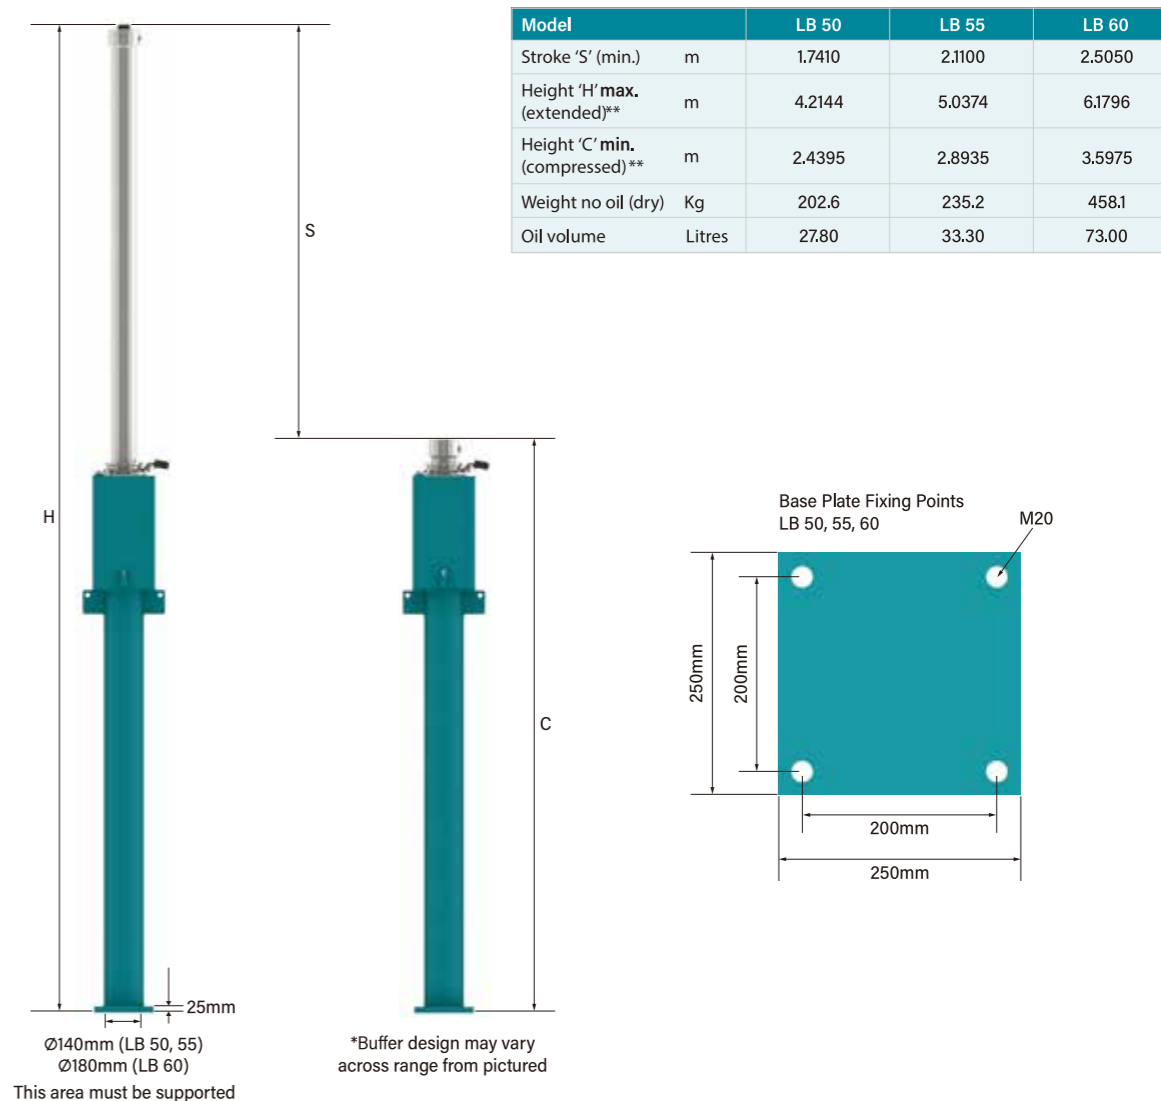 Model LB 50 LB 55 LB 60
Stroke ‘S’ (min.) m 1.7410 2.1100 2.5050
Height ‘H’ max.
(extended)** m 4.2144 5.0374 6.1796
Height ‘C’ min.
(compressed)** m 2.4395 2.8935 3.5975
Weight no oil (dry) Kg 202.6 235.2 458.1
Oil volume Litres 27.80 33.30 73.00
S
H
C
Base Plate Fixing Points
LB 50, 55, 60
M20
250mm
200mm
200mm
250mm
25mm
Ø140mm (LB 50, 55)
Ø180mm (LB 60)
This area must be supported
*Buffer design may vary
across range from pictured